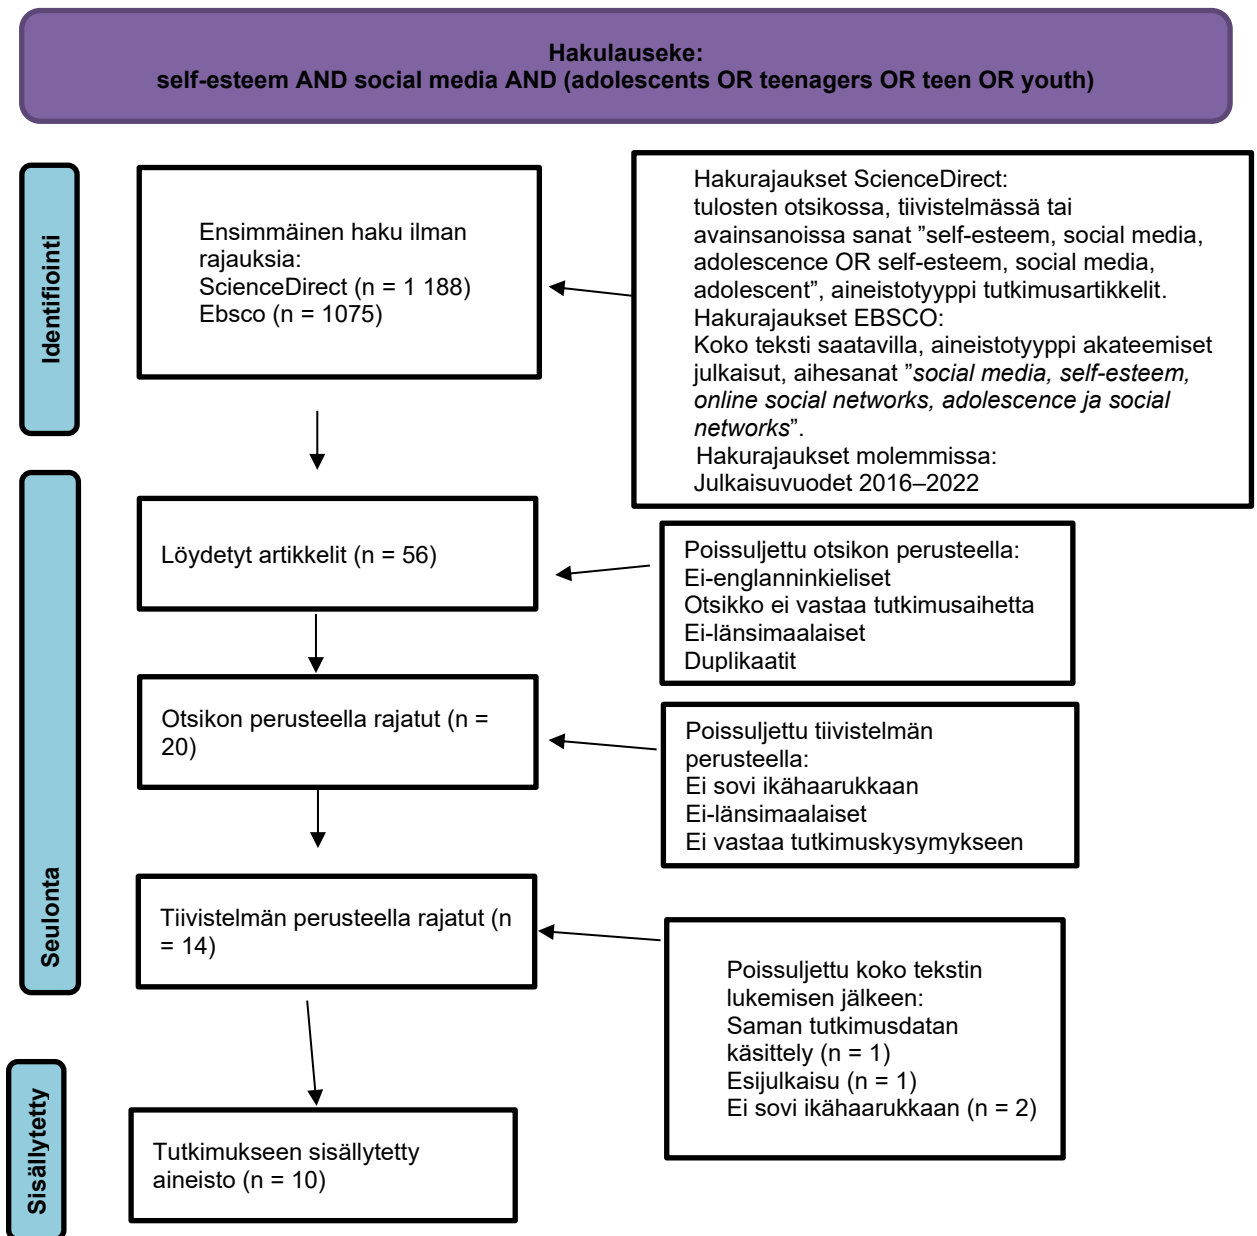 Hakulauseke:
self-esteem AND social media AND (adolescents OR teenagers OR teen OR youth)
Identifiointi
Ensimmäinen haku ilman
rajauksia:
ScienceDirect (n = 1 188)
Ebsco (n = 1075)
Hakurajaukset ScienceDirect:
tulosten otsikossa, tiivistelmässä tai
avainsanoissa sanat ”self-esteem, social media,
adolescence OR self-esteem, social media,
adolescent”, aineistotyyppi tutkimusartikkelit.
Hakurajaukset EBSCO:
Koko teksti saatavilla, aineistotyyppi akateemiset
julkaisut, aihesanat ”social media, self-esteem,
online social networks, adolescence ja social
networks”.
Hakurajaukset molemmissa:
Julkaisuvuodet 2016–2022
Seulonta
Löydetyt artikkelit (n = 56)
Poissuljettu otsikon perusteella:
Ei-englanninkieliset
Otsikko ei vastaa tutkimusaihetta
Ei-länsimaalaiset
Duplikaatit
Otsikon perusteella rajatut (n =
20)
Poissuljettu tiivistelmän
perusteella:
Ei sovi ikähaarukkaan
Ei-länsimaalaiset
Ei vastaa tutkimuskysymykseen
Tiivistelmän perusteella rajatut (n
= 14)
Poissuljettu koko tekstin
lukemisen jälkeen:
Saman tutkimusdatan
käsittely (n = 1)
Esijulkaisu (n = 1)
Ei sovi ikähaarukkaan (n = 2)
Sisällytetty
Tutkimukseen sisällytetty
aineisto (n = 10)